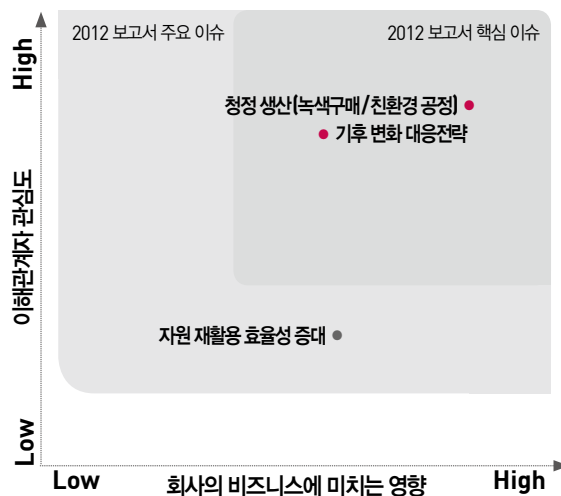 2012 보고서 주요 이슈
2012 보고서 핵심 이슈
High
청정 생산(녹색구매/친환경 공정)
기후 변화 대응전략
이해관계자 관심도
자원 재활용 효율성 증대
Low
Low
회사의 비즈니스에 미치는 영향
High